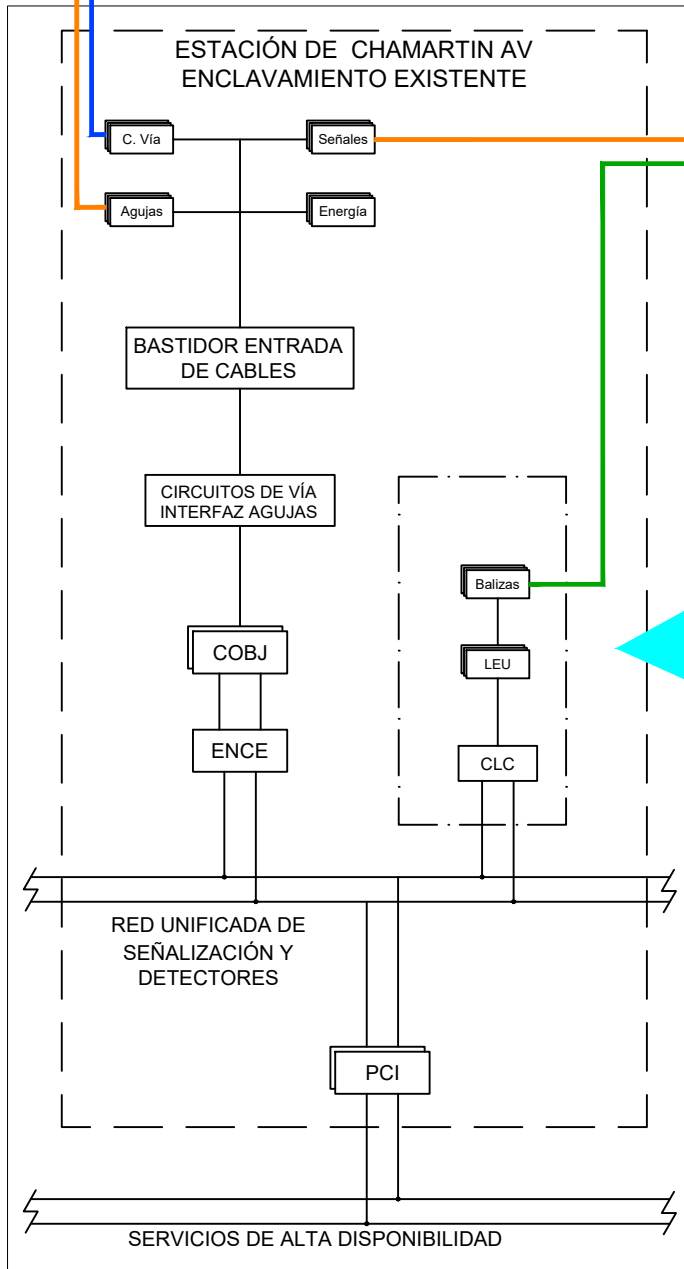 ESTACIÓN DE CHAMARTIN AV
ENCLAVAMIENTO EXISTENTE
C. Vía
Señales
Agujas
Energía
BASTIDOR ENTRADA
DE CABLES
CIRCUITOS DE VÍA
INTERFAZ AGUJAS
Balizas
COBJ
LEU
ENCE
CLC
RED UNIFICADA DE
SEÑALIZACIÓN Y
DETECTORES
PCI
SERVICIOS DE ALTA DISPONIBILIDAD